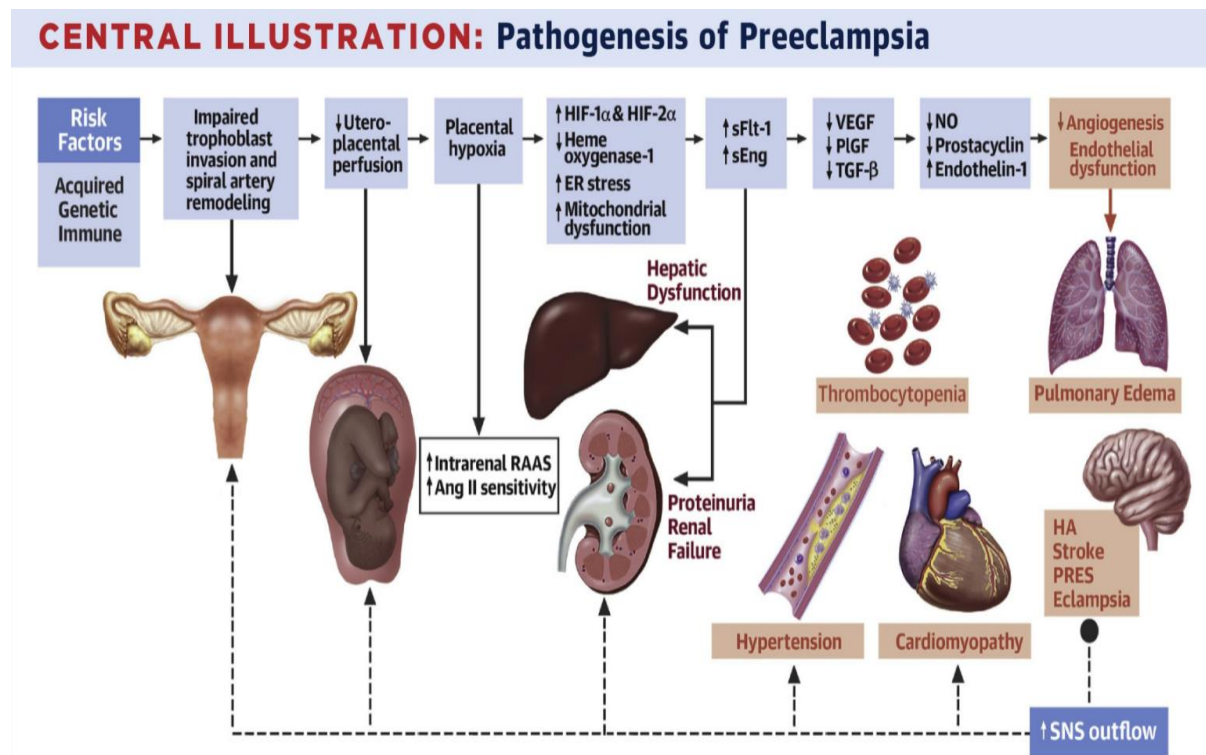 CENTRAL ILLUSTRATION: Pathogenesis of Preeclampsia
Risk
Factors
Acquired
Genetic
Immune
Impaired
trophoblast
invasion and
spiral artery
remodeling
↓Utero-
placental
perfusion
Placental
hypoxia
↑HIF-1α & HIF-2α
↓Heme
oxygenase-1
↑ER stress
↑Mitochondrial
dysfunction
↑sFlt-1
↑sEng
↓VEGF
↓PlGF
↓TGF-β
↓NO
↓Prostacyclin
↑Endothelin-1
↓Angiogenesis
Endothelial
dysfunction
Hepatic
Dysfunction
Thrombocytopenia
Pulmonary Edema
↑Intrarenal RAAS
↑Ang II sensitivity
Proteinuria
Renal
Failure
Hypertension
Cardiomyopathy
HA
Stroke
PRES
Eclampsia
↑SNS outflow